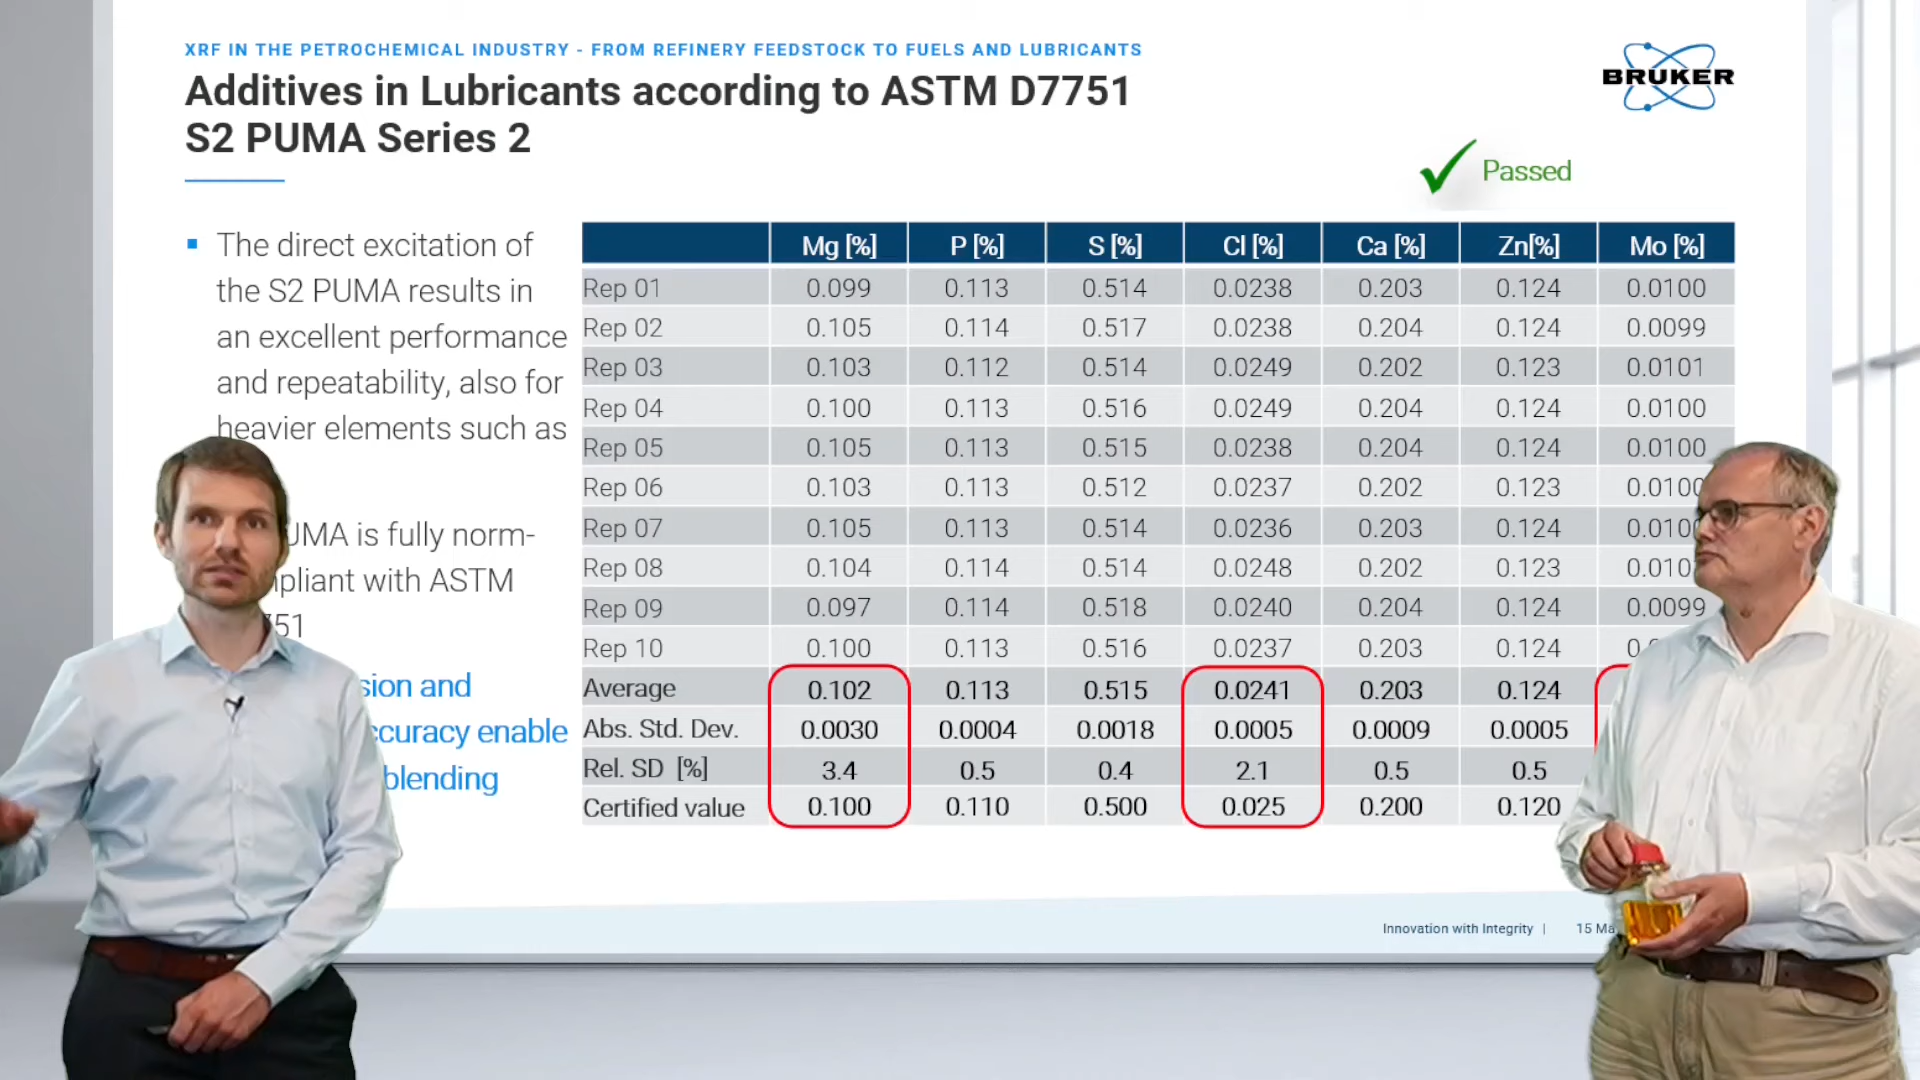 XRF IN THE PETROCHEMICAL INDUSTRY - FROM REFINERY FEEDSTOCK TO FUELS AND LUBRICANTS
Additives in Lubricants according to ASTM D7751
S2 PUMA Series 2
BRUKER
Passed
The direct excitation of
the S2 PUMA results in
an excellent performance
and repeatability, also for
heavier elements such as
UMA is fully norm-
mpliant with ASTM
751
sion and
ccuracy enable
blending
Mg [%] P [%] S [%] Cl [%] Ca [%] Zn[%] Mo [%]
Rep 01 0.099 0.113 0.514 0.0238 0.203 0.124 0.0100
Rep 02 0.105 0.114 0.517 0.0238 0.204 0.124 0.0099
Rep 03 0.103 0.112 0.514 0.0249 0.202 0.123 0.0101
Rep 04 0.100 0.113 0.516 0.0249 0.204 0.124 0.0100
Rep 05 0.105 0.113 0.515 0.0238 0.204 0.124 0.0100
Rep 06 0.103 0.113 0.512 0.0237 0.202 0.123 0.0100
Rep 07 0.105 0.113 0.514 0.0236 0.203 0.124 0.010
Rep 08 0.104 0.114 0.514 0.0248 0.202 0.123 0.010
Rep 09 0.097 0.114 0.518 0.0240 0.204 0.124 0.0099
Rep 10 0.100 0.113 0.516 0.0237 0.203 0.124
Average 0.102 0.113 0.515 0.0241 0.203 0.124
Abs. Std. Dev. 0.0030 0.0004 0.0018 0.0005 0.0009 0.0005
Rel. SD [%] 3.4 0.5 0.4 2.1 0.5 0.5
Certified value 0.100 0.110 0.500 0.025 0.200 0.120
Innovation with Integrity | 15 Ma